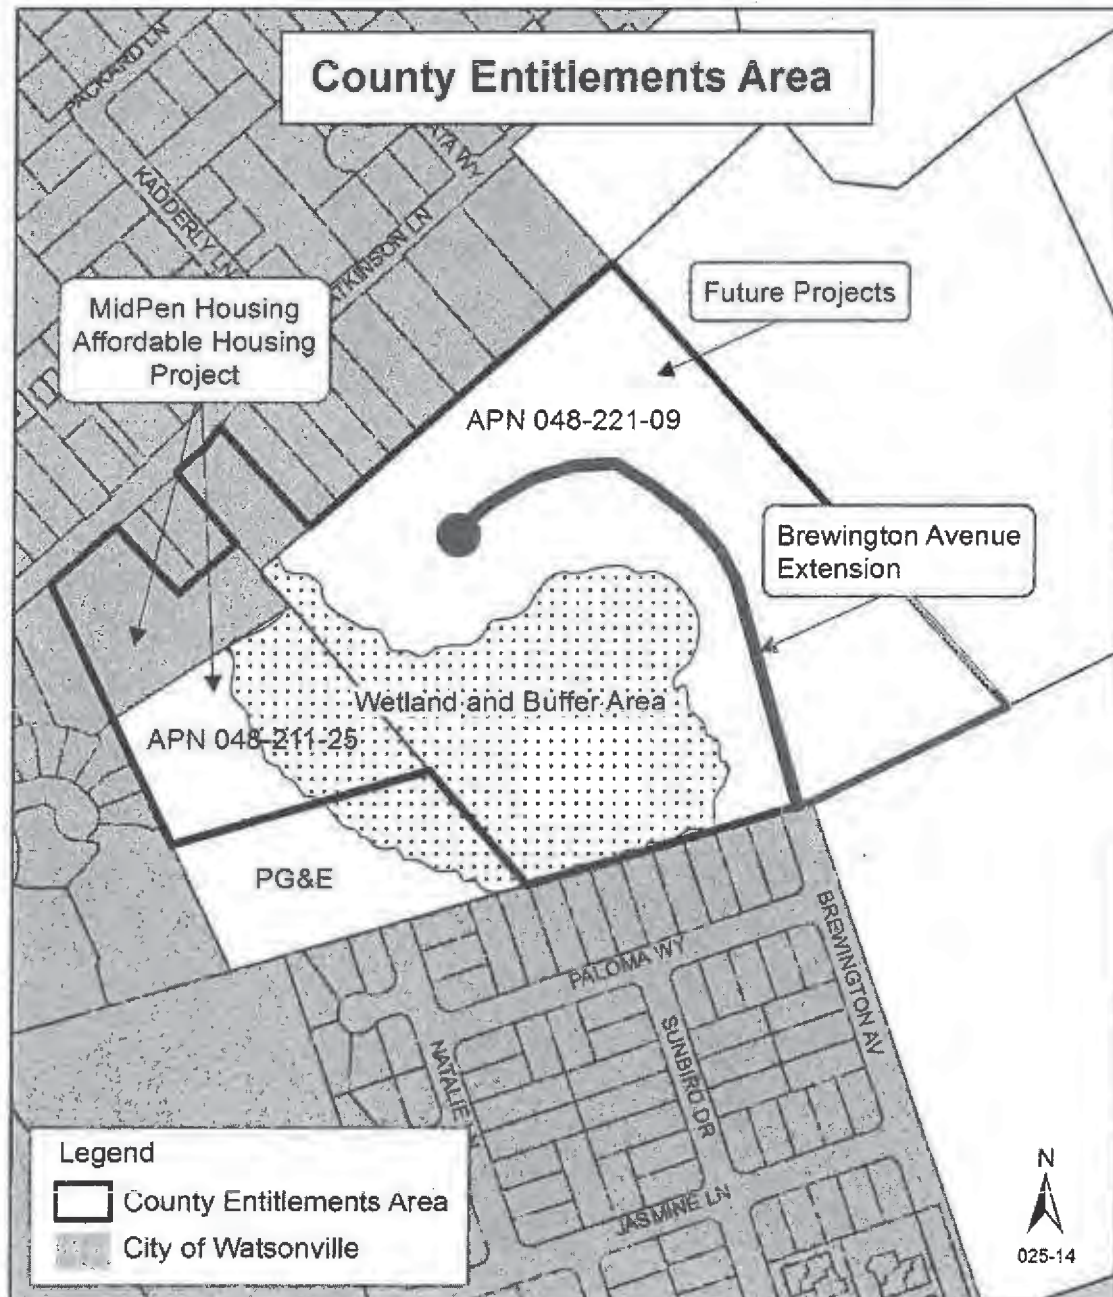 County Entitlements Area
PACKARD LN
KADDERLY LN
ATKINSON LN
MidPen Housing
Affordable Housing
Project
Future Projects
APN 048-221-09
Brewington Avenue
Extension
Wetland and Buffer Area
APN 048-211-25
PG&E
PALOMA WY
BREWINGTON AV
SUNBIRD DR
NATALIE
JASMINE LN
Legend
County Entitlements Area
City of Watsonville
N
025-14